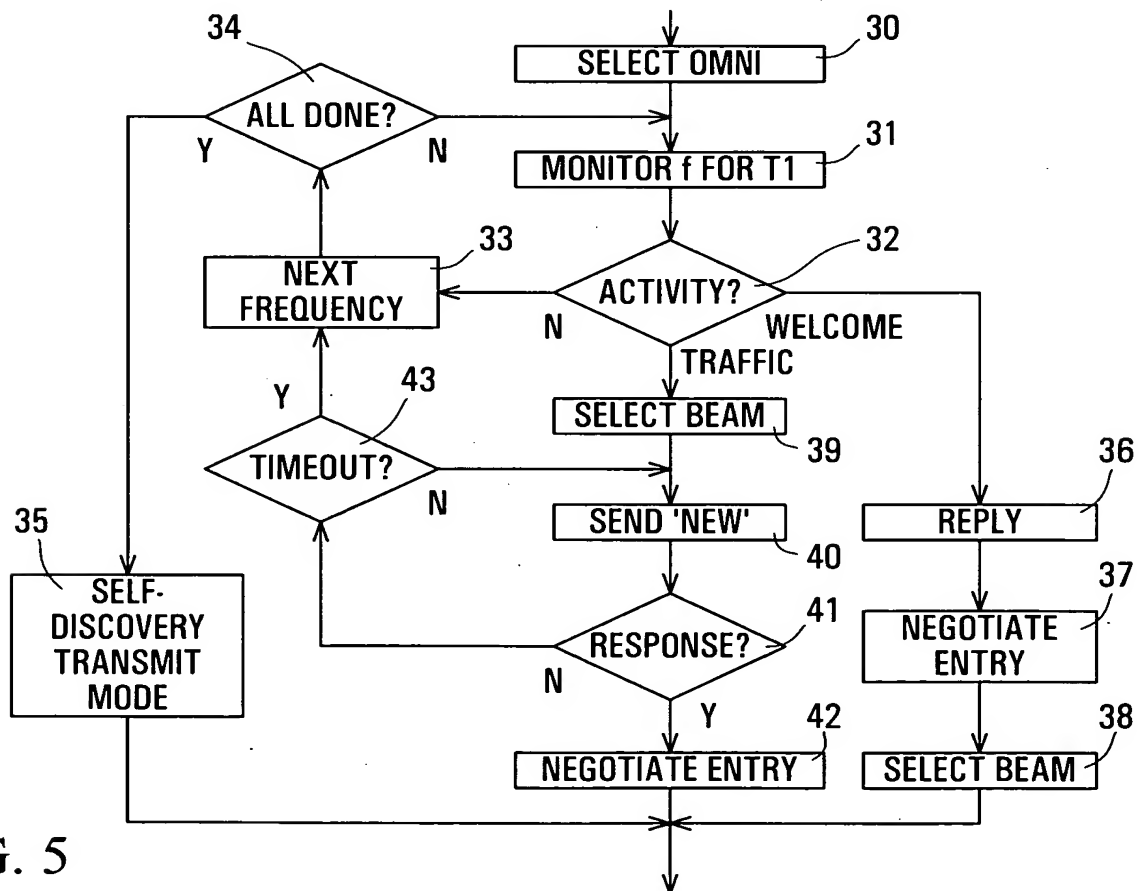 34
30
SELECT OMNI
ALL DONE?
Y
N
31
MONITOR f FOR T1
33
32
NEXT
FREQUENCY
ACTIVITY?
N
WELCOME
TRAFFIC
Y
43
SELECT BEAM
39
TIMEOUT?
N
36
SEND 'NEW'
40
REPLY
35
SELF-
DISCOVERY
TRANSMIT
MODE
37
41
RESPONSE?
NEGOTIATE
ENTRY
N
Y
42
38
NEGOTIATE ENTRY
SELECT BEAM
G. 5